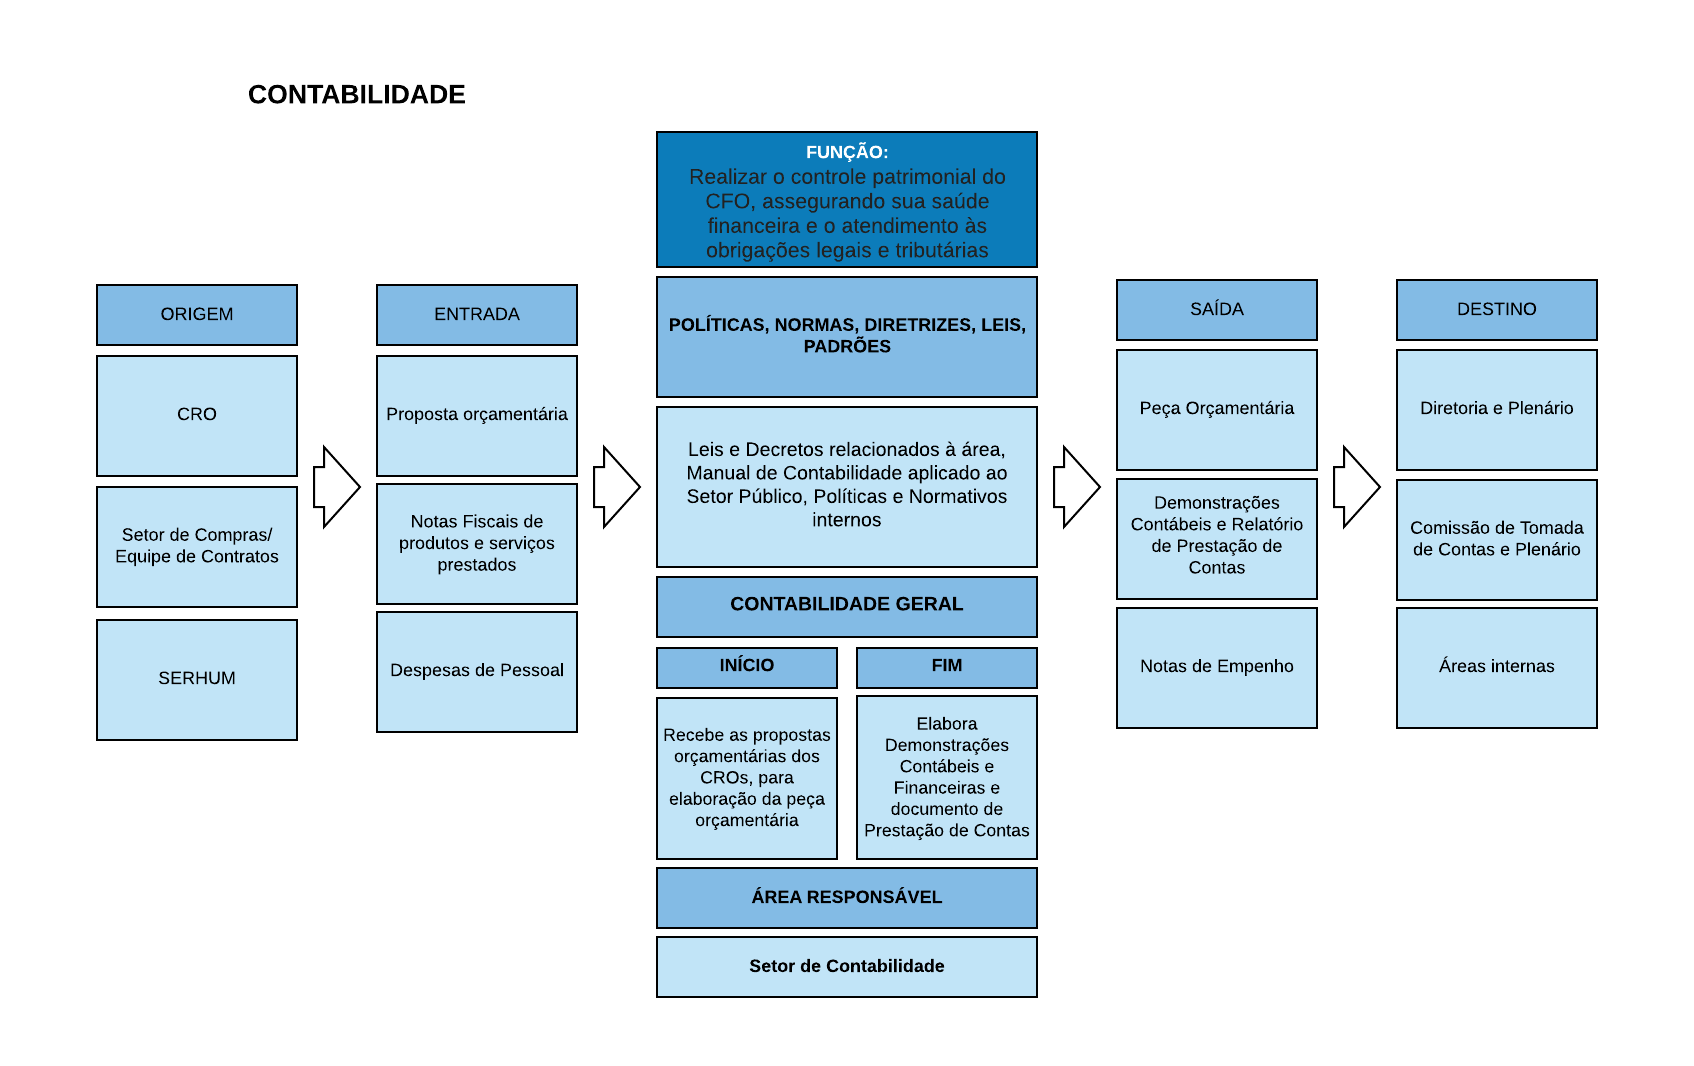 CONTABILIDADE
FUNÇÃO:
Realizar o controle patrimonial do
CFO, assegurando sua saúde
financeira e o atendimento às
obrigações legais e tributárias
ORIGEM
CRO
Setor de Compras/
Equipe de Contratos
SERHUM
ENTRADA
Proposta orçamentária
Notas Fiscais de
produtos e serviços
prestados
Despesas de Pessoal
POLÍTICAS, NORMAS, DIRETRIZES, LEIS,
PADRÕES
Leis e Decretos relacionados à área,
Manual de Contabilidade aplicado ao
Setor Público, Políticas e Normativos
internos
CONTABILIDADE GERAL
INÍCIO
Recebe as propostas
orçamentárias dos
CROs, para
elaboração da peça
orçamentária
FIM
Elabora
Demonstrações
Contábeis e
Financeiras e
documento de
Prestação de Contas
ÁREA RESPONSÁVEL
Setor de Contabilidade
SAÍDA
Peça Orçamentária
Demonstrações
Contábeis e Relatório
de Prestação de
Contas
Notas de Empenho
DESTINO
Diretoria e Plenário
Comissão de Tomada
de Contas e Plenário
Áreas internas